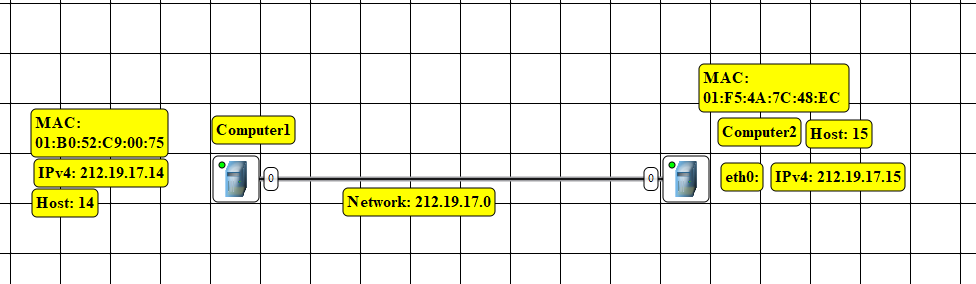 MAC:
01:B0:52:C9:00:75
IPv4: 212.19.17.14
Host: 14
Computer1
0
Network: 212.19.17.0
0
MAC:
01:F5:4A:7C:48:EC
Computer2
Host: 15
eth0:
IPv4: 212.19.17.15